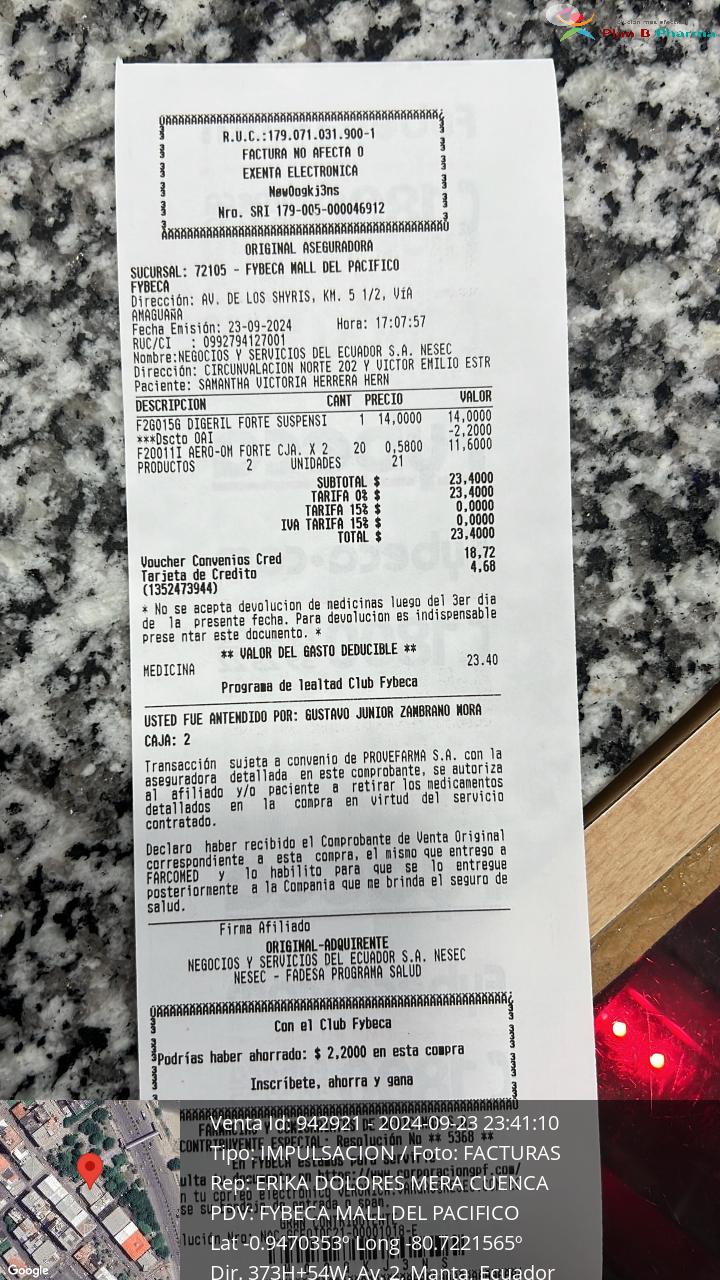 Plan B Pharma
R.U.C.:179.071.031.900-1
FACTURA NO AFECTA O
EXENTA ELECTRONICA
NewOogkj3ns
Nro. SRI 179-005-000046912
ORIGINAL ASEGURADORA
SUCURSAL: 72105 - FYBECA MALL DEL PACIFICO
FYBECA
Dirección: AV. DE LOS SHYRIS, KM. 5 1/2, VíA
AMAGUAÑA
Fecha Emisión: 23-09-2024 Hora: 17:07:57
RUC/CI : 0992794127001
Nombre:NEGOCIOS Y SERVICIOS DEL ECUADOR S.A. NESEC
Dirección: CIRCUNVALACION NORTE 202 Y VICTOR EMILIO ESTR
Paciente: SAMANTHA VICTORIA HERRERA HERN
DESCRIPCION CANT PRECIO VALOR
F2G015G DIGERIL FORTE SUSPENSI 1 14,0000 14,0000
***Dscto OAI -2,2000
F20011I AERO-OM FORTE CJA. X 2 20 0,5800 11,6000
PRODUCTOS 2 UNIDADES 21
SUBTOTAL $ 23,4000
TARIFA 0% $ 23,4000
TARIFA 15% $ 0,0000
IVA TARIFA 15% $ 0,0000
TOTAL $ 23,4000
Voucher Convenios Cred 18,72
Tarjeta de Credito 4,68
(1352473944)
* No se acepta devolucion de medicinas luego del 3er dia
de la presente fecha. Para devolucion es indispensable
prese ntar este documento. *
** VALOR DEL GASTO DEDUCIBLE **
MEDICINA 23.40
Programa de lealtad Club Fybeca
USTED FUE ANTENDIDO POR: GUSTAVO JUNIOR ZAMBRANO MORA
CAJA: 2
Transacción sujeta a convenio de PROVEFARMA S.A. con la
aseguradora detallada en este comprobante, se autoriza
al afiliado y/o paciente a retirar los medicamentos
detallados en la compra en virtud del servicio
contratado.
Declaro haber recibido el Comprobante de Venta Original
correspondiente a esta compra, el mismo que entrego a
FARCOMED y lo habilito para que se lo entregue
posteriormente a la Compania que me brinda el seguro de
salud.
Firma Afiliado
ORIGINAL-ADQUIRENTE
NEGOCIOS Y SERVICIOS DEL ECUADOR S.A. NESEC
NESEC - FADESA PROGRAMA SALUD
Con el Club Fybeca
Podrías haber ahorrado: $ 2,2000 en esta compra
Inscríbete, ahorra y gana
CONTRIBUYENTE ESPECIAL: Resolución No ** 5368 **
Venta Id: 942921 - 2024-09-23 23:41:10
Tipo: IMPULSACION / Foto: FACTURAS
Rep: ERIKA DOLORES MERA CUENCA
PDV: FYBECA MALL DEL PACIFICO
Lat -0.9470353º Long -80.7221565º
Dir. 373H+54W, Av. 2, Manta, Ecuador
Google